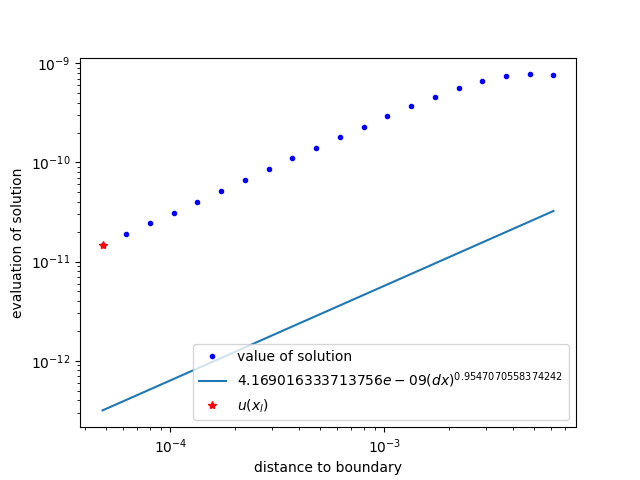 10⁻⁹
10⁻¹⁰
10⁻¹¹
10⁻¹²
evaluation of solution
value of solution
4.169016333713756e − 09(dx)^0.9547070558374242
u(x_l)
10⁻⁴
10⁻³
distance to boundary